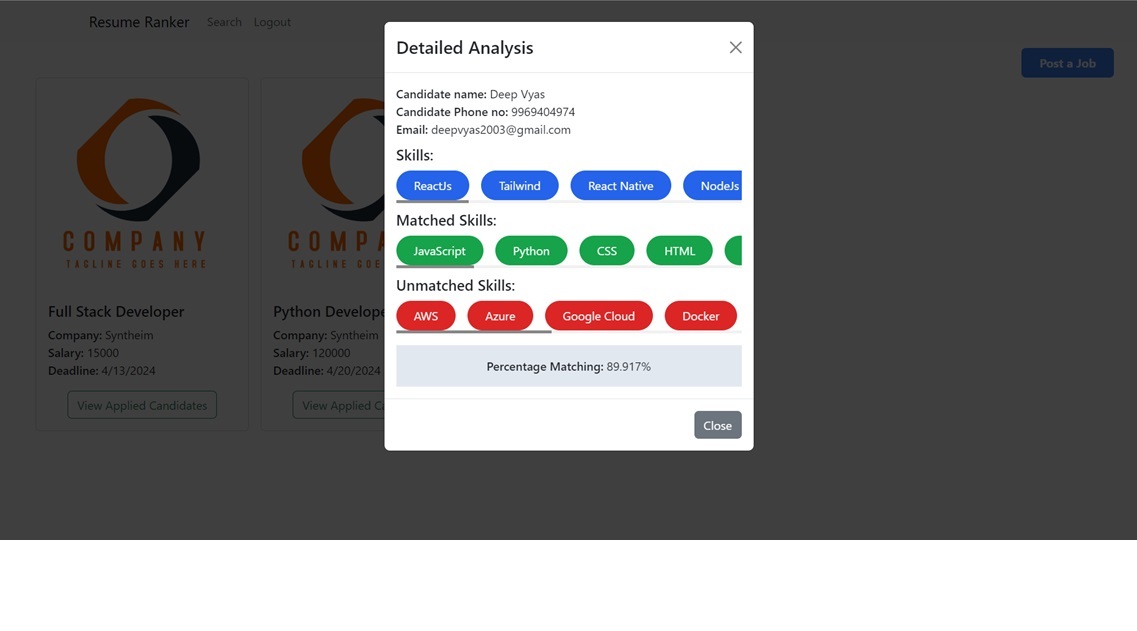 Resume Ranker Search Logout
Post a Job
Detailed Analysis
Candidate name: Deep Vyas
Candidate Phone no: 9969404974
Email: deepvyas2003@gmail.com
Skills:
ReactJs Tailwind React Native NodeJs
Matched Skills:
JavaScript Python CSS HTML
Unmatched Skills:
AWS Azure Google Cloud Docker
Percentage Matching: 89.917%
Close
COMPANY
TAGLINE GOES HERE
Full Stack Developer
Company: Syntheim
Salary: 15000
Deadline: 4/13/2024
View Applied Candidates
COMPA
TAGLINE GOE
Python Develope
Company: Syntheim
Salary: 120000
Deadline: 4/20/2024
View Applied Ca